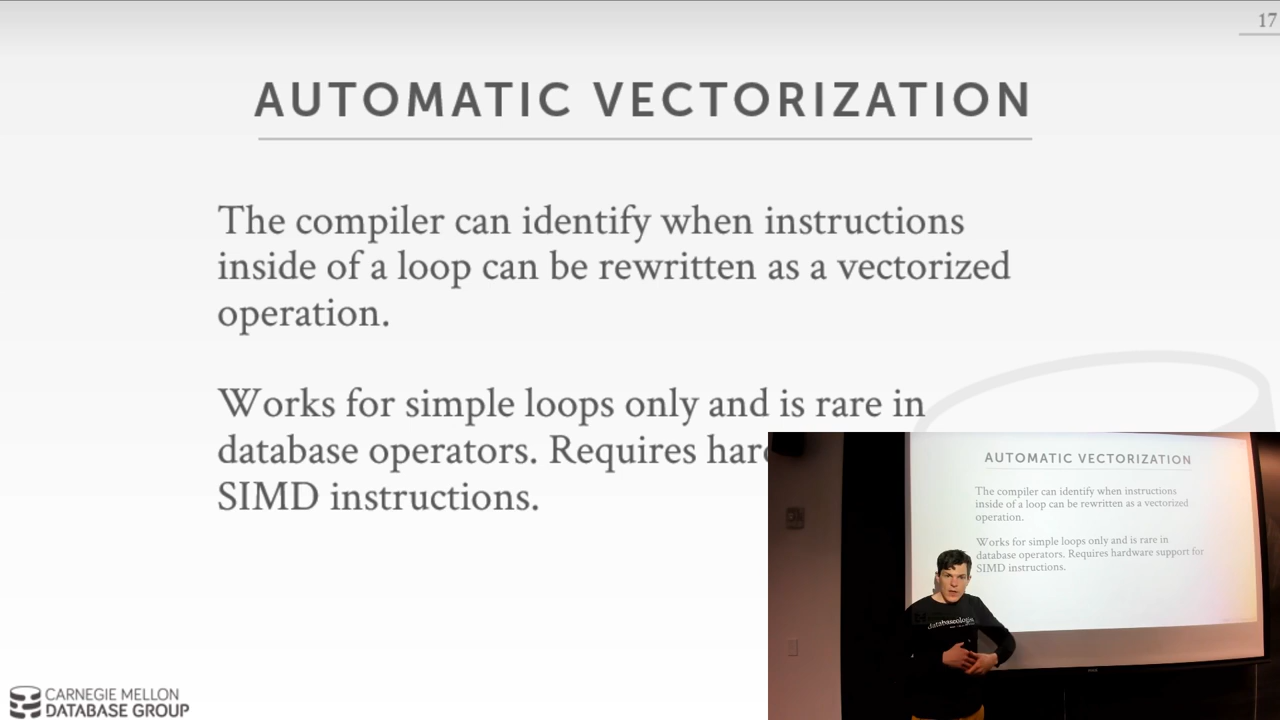 17
AUTOMATIC VECTORIZATION
The compiler can identify when instructions
inside of a loop can be rewritten as a vectorized
operation.
Works for simple loops only and is rare in
database operators. Requires hard
SIMD instructions.
AUTOMATIC VECTORIZATION
The compiler can identify when instructions
inside of a loop can be rewritten as a vectorized
operation.
Works for simple loops only and is rare in
database operators. Requires hardware support for
SIMD instructions.
databaseologist
CARNEGIE MELLON
DATABASE GROUP